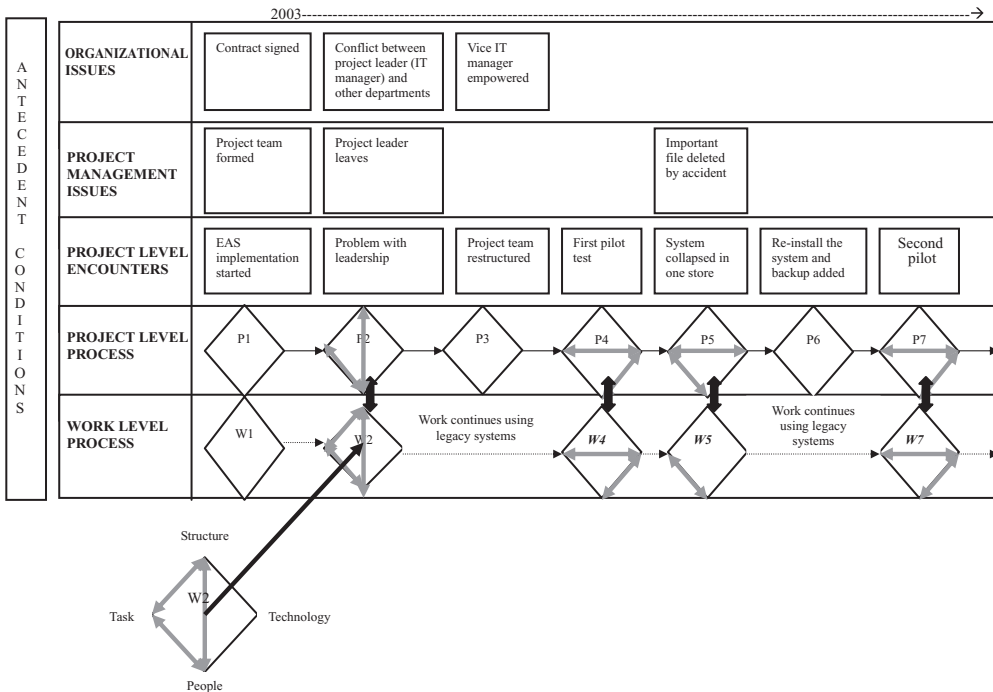 2003
ANTECEDENT CONDITIONS
ORGANIZATIONAL
ISSUES
Contract signed
Conflict between
project leader (IT
manager) and
other departments
Vice IT
manager
empowered
PROJECT
MANAGEMENT
ISSUES
Project team
formed
Project leader
leaves
Important
file deleted
by accident
PROJECT LEVEL
ENCOUNTERS
EAS
implementation
started
Problem with
leadership
Project team
restructured
First pilot
test
System
collapsed in
one store
Re-install the
system and
backup added
Second
pilot
PROJECT LEVEL
PROCESS
P1
P2
P3
P4
P5
P6
P7
WORK LEVEL
PROCESS
W1
W2
Work continues using
legacy systems
W4
W5
Work continues
using legacy
systems
W7
Structure
W2
Task
Technology
People